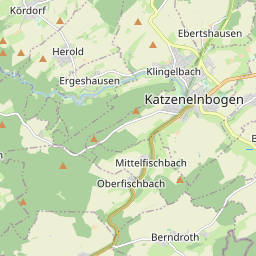 Kördorf
Ebertshausen
Herold
Klingelbach
Ergeshausen
Katzenelnbogen
Mittelfischbach
Oberfischbach
Berndroth